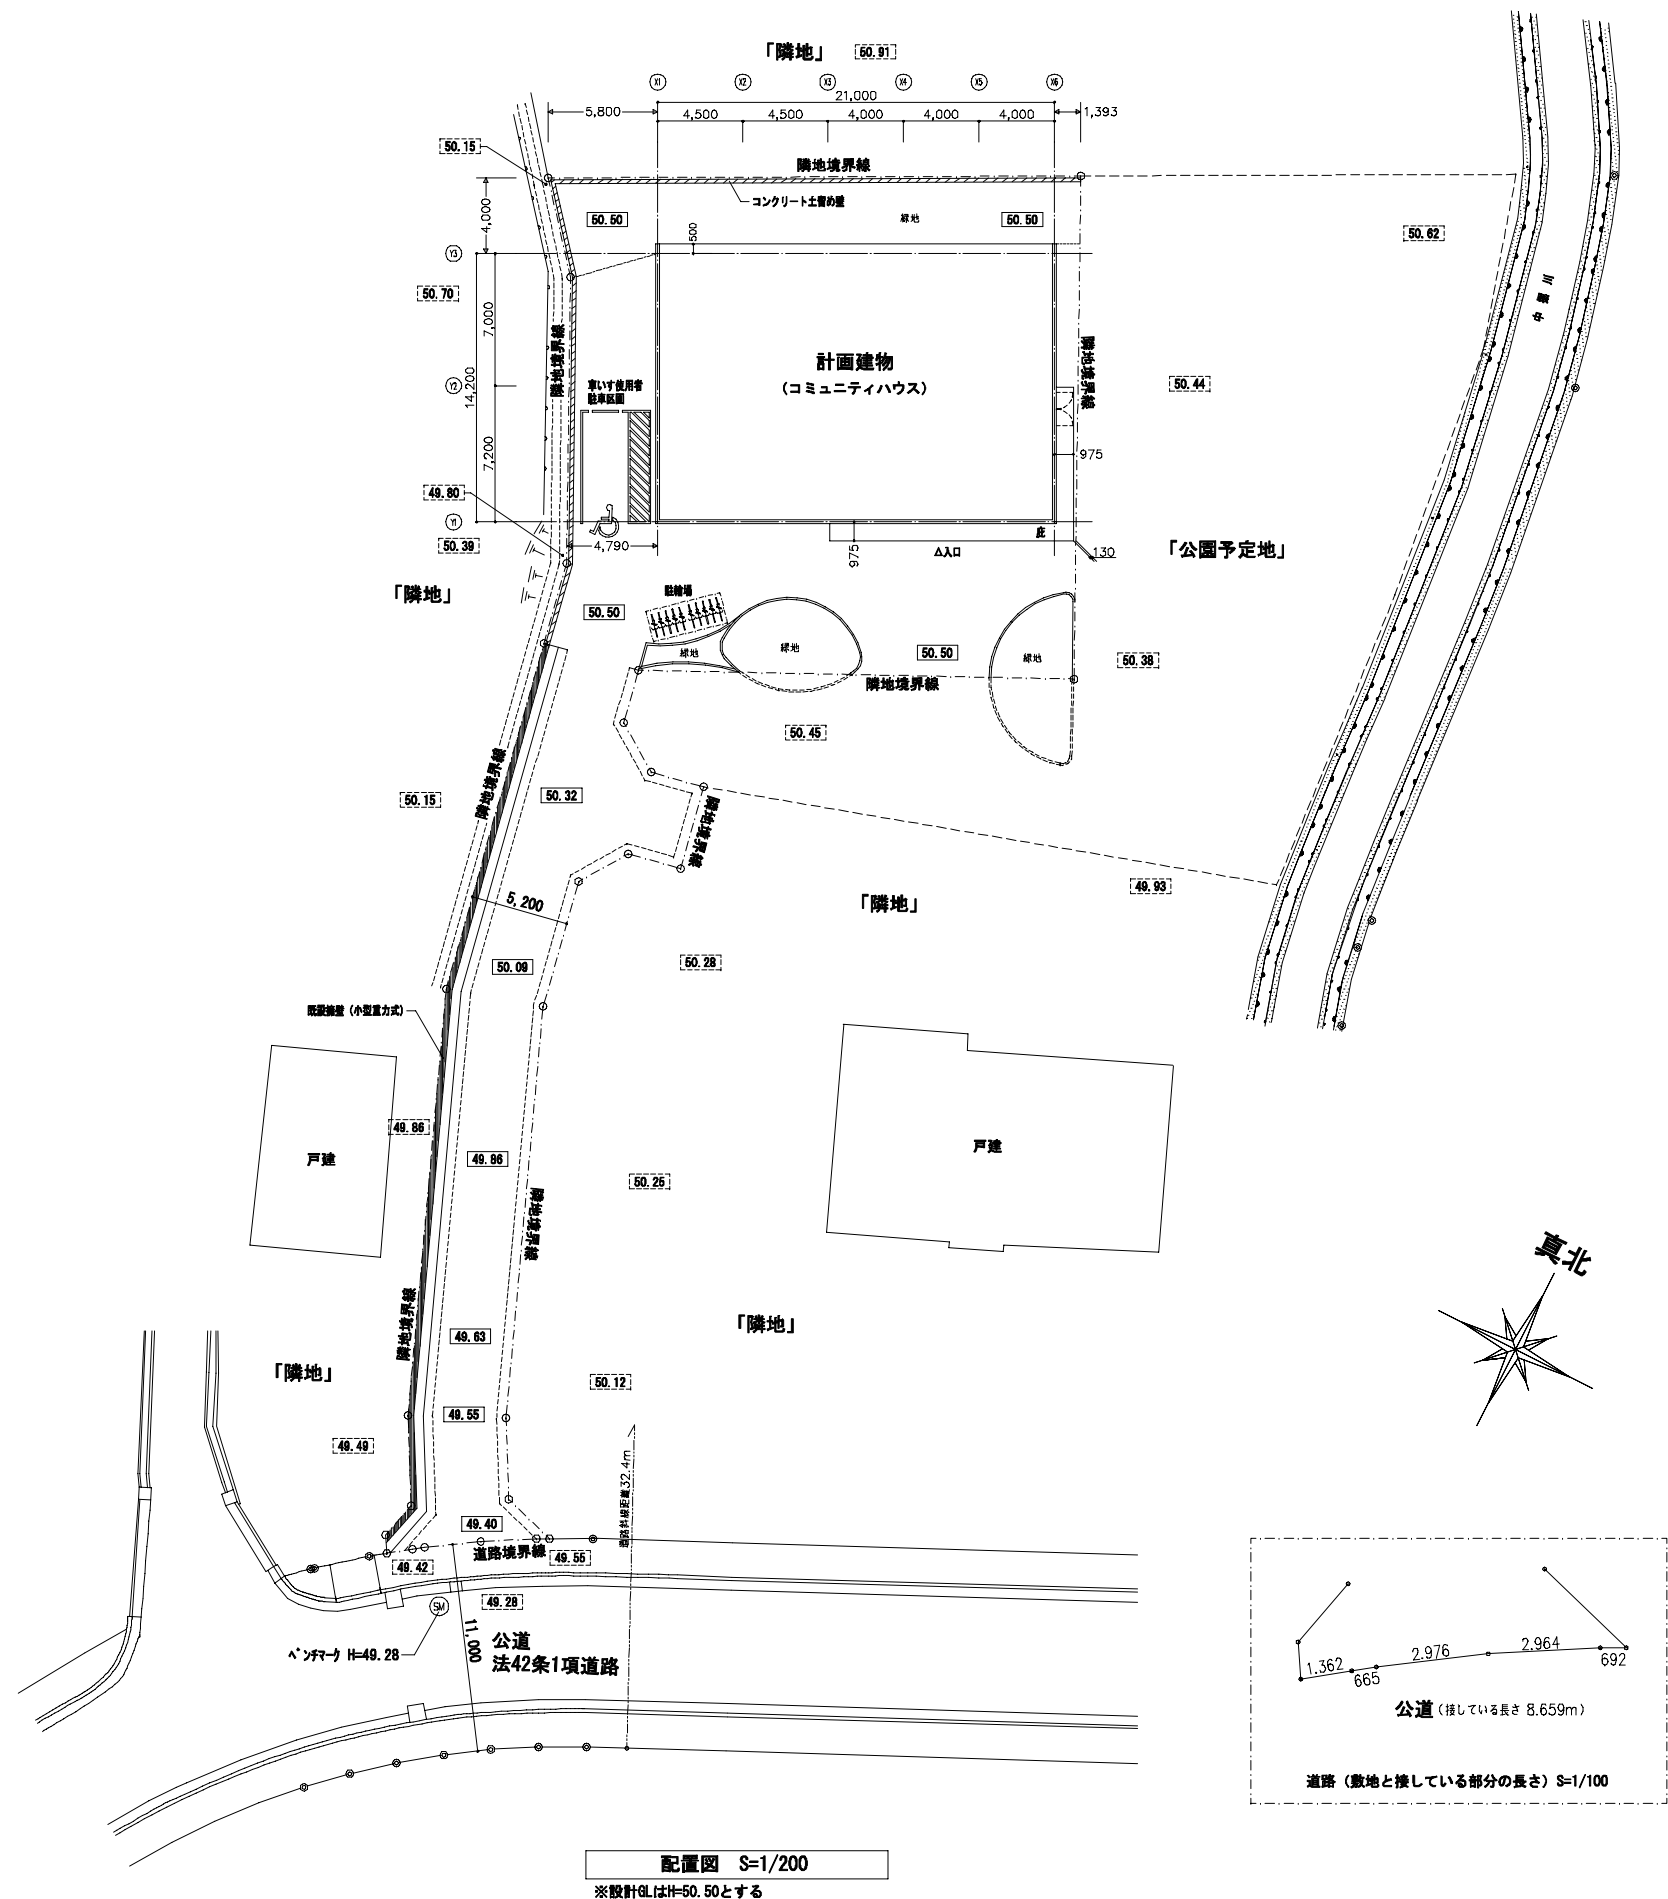 「隣地」 50.91
X1 X2 X3 X4 X5 X6
21,000
5,800 1,393
4,500 4,500 4,000 4,000 4,000
50.15
隣地境界線
コンクリート土留め壁
4,000
50.50 緑地 50.50
500
50.62
Y3
50.70
7,000
中堀川
隣地境界線
計画建物
(コミュニティハウス)
隣地境界線
50.44
Y2
14,200
車いす使用者
駐車区画
7,200
975
49.80
Y1
50.39
4,790
975
庇
△入口
130
「公園予定地」
「隣地」
駐輪場
50.50
緑地
緑地
50.50
緑地
50.38
隣地境界線
50.45
隣地境界線
50.15
50.32
隣地境界線
49.93
5,200
「隣地」
50.09
50.28
既設擁壁(小型重力式)
49.86
戸建
49.86
戸建
50.25
隣地境界線
真北
隣地境界線
49.63
「隣地」
「隣地」
50.12
49.55
49.49
道路斜線距離32.4m
49.40
道路境界線
49.42
49.55
49.28
SM
11,000
公道
法42条1項道路
ベンチマーク H=49.28
1.362
665
2.976
2.964
692
公道(接している長さ 8.659m)
道路(敷地と接している部分の長さ) S=1/100
配置図 S=1/200
※設計GLはH=50.50とする